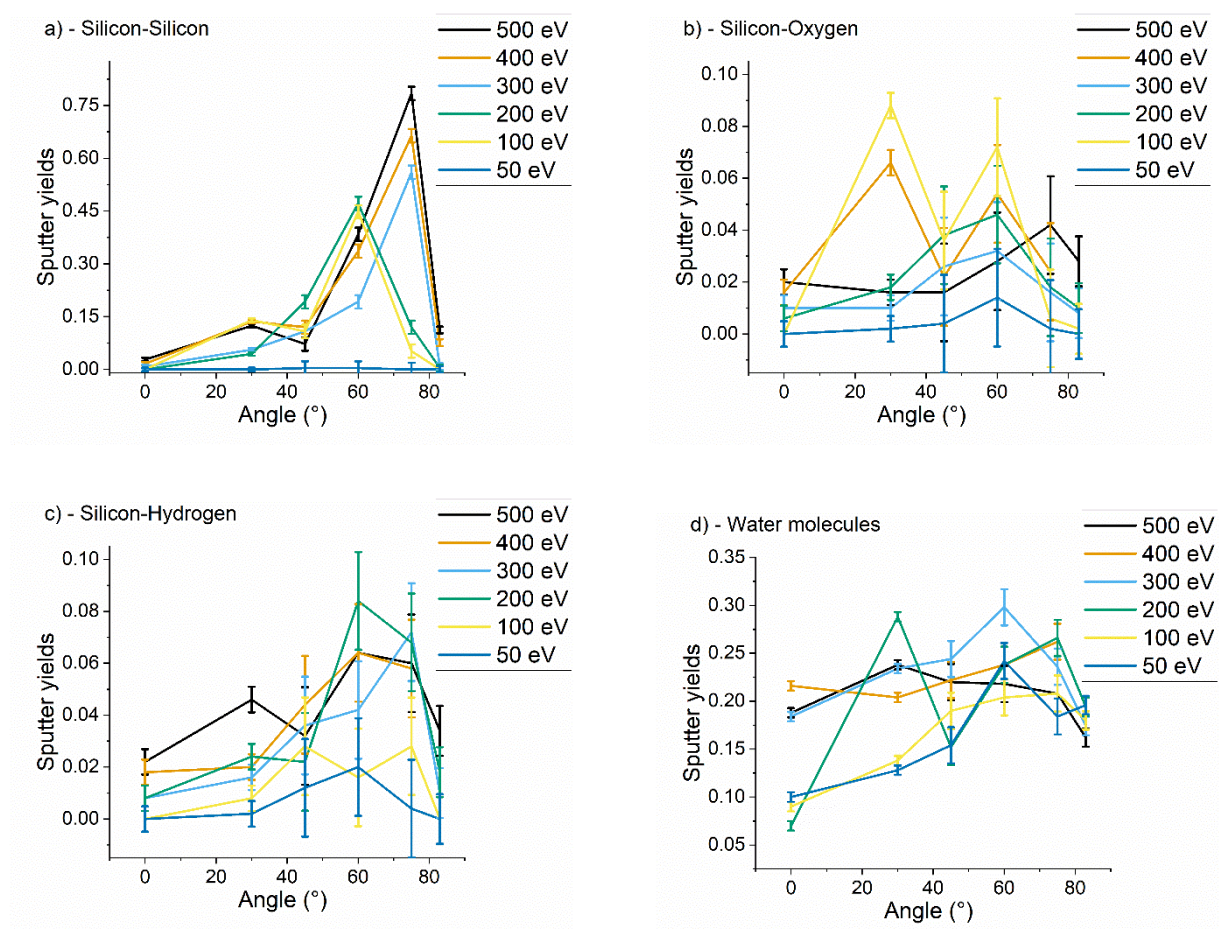 a) - Silicon-Silicon
500 eV
400 eV
300 eV
200 eV
100 eV
50 eV
Sputter yields
0.75
0.60
0.45
0.30
0.15
0.00
0
20
40
60
80
Angle (°)
b) - Silicon-Oxygen
500 eV
400 eV
300 eV
200 eV
100 eV
50 eV
Sputter yields
0.10
0.08
0.06
0.04
0.02
0.00
0
20
40
60
80
Angle (°)
c) - Silicon-Hydrogen
500 eV
400 eV
300 eV
200 eV
100 eV
50 eV
Sputter yields
0.10
0.08
0.06
0.04
0.02
0.00
0
20
40
60
80
Angle (°)
d) - Water molecules
500 eV
400 eV
300 eV
200 eV
100 eV
50 eV
Sputter yields
0.35
0.30
0.25
0.20
0.15
0.10
0.05
0
20
40
60
80
Angle (°)